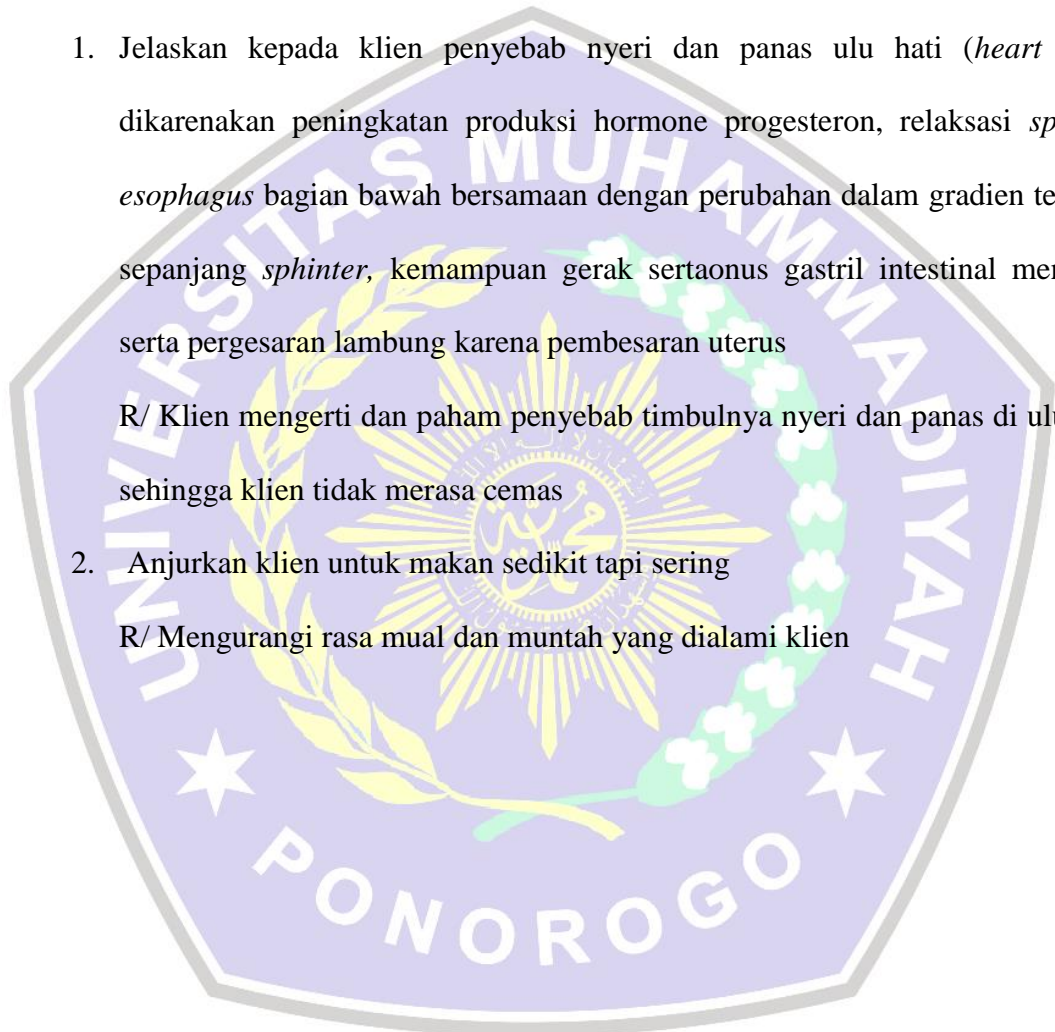 1. Jelaskan kepada klien penyebab nyeri dan panas ulu hati (heart
dikarenakan peningkatan produksi hormone progesteron, relaksasi sp
esophagus bagian bawah bersamaan dengan perubahan dalam gradien te
sepanjang sphinter, kemampuan gerak sertaonus gastril intestinal mer
serta pergesaran lambung karena pembesaran uterus
R/ Klien mengerti dan paham penyebab timbulnya nyeri dan panas di ulu
sehingga klien tidak merasa cemas
2. Anjurkan klien untuk makan sedikit tapi sering
R/ Mengurangi rasa mual dan muntah yang dialami klien
UNIVERSITAS MUHAMMADIYAH
PONOROGO